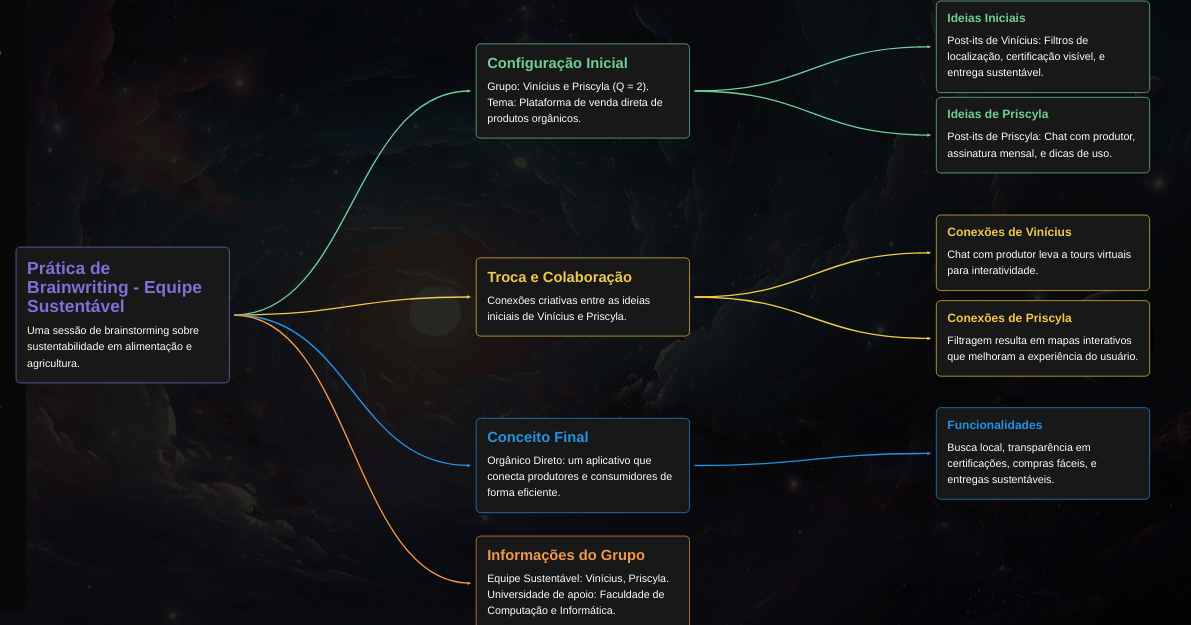 Prática de
Brainwriting - Equipe
Sustentável
Uma sessão de brainstorming sobre
sustentabilidade em alimentação e
agricultura.
Configuração Inicial
Grupo: Vinícius e Priscyla (Q = 2).
Tema: Plataforma de venda direta de
produtos orgânicos.
Ideias Iniciais
Post-its de Vinícius: Filtros de
localização, certificação visível, e
entrega sustentável.
Ideias de Priscyla
Post-its de Priscyla: Chat com produtor,
assinatura mensal, e dicas de uso.
Troca e Colaboração
Conexões criativas entre as ideias
iniciais de Vinícius e Priscyla.
Conexões de Vinícius
Chat com produtor leva a tours virtuais
para interatividade.
Conexões de Priscyla
Filtragem resulta em mapas interativos
que melhoram a experiência do usuário.
Conceito Final
Orgânico Direto: um aplicativo que
conecta produtores e consumidores de
forma eficiente.
Funcionalidades
Busca local, transparência em
certificações, compras fáceis, e
entregas sustentáveis.
Informações do Grupo
Equipe Sustentável: Vinícius, Priscyla.
Universidade de apoio: Faculdade de
Computação e Informática.